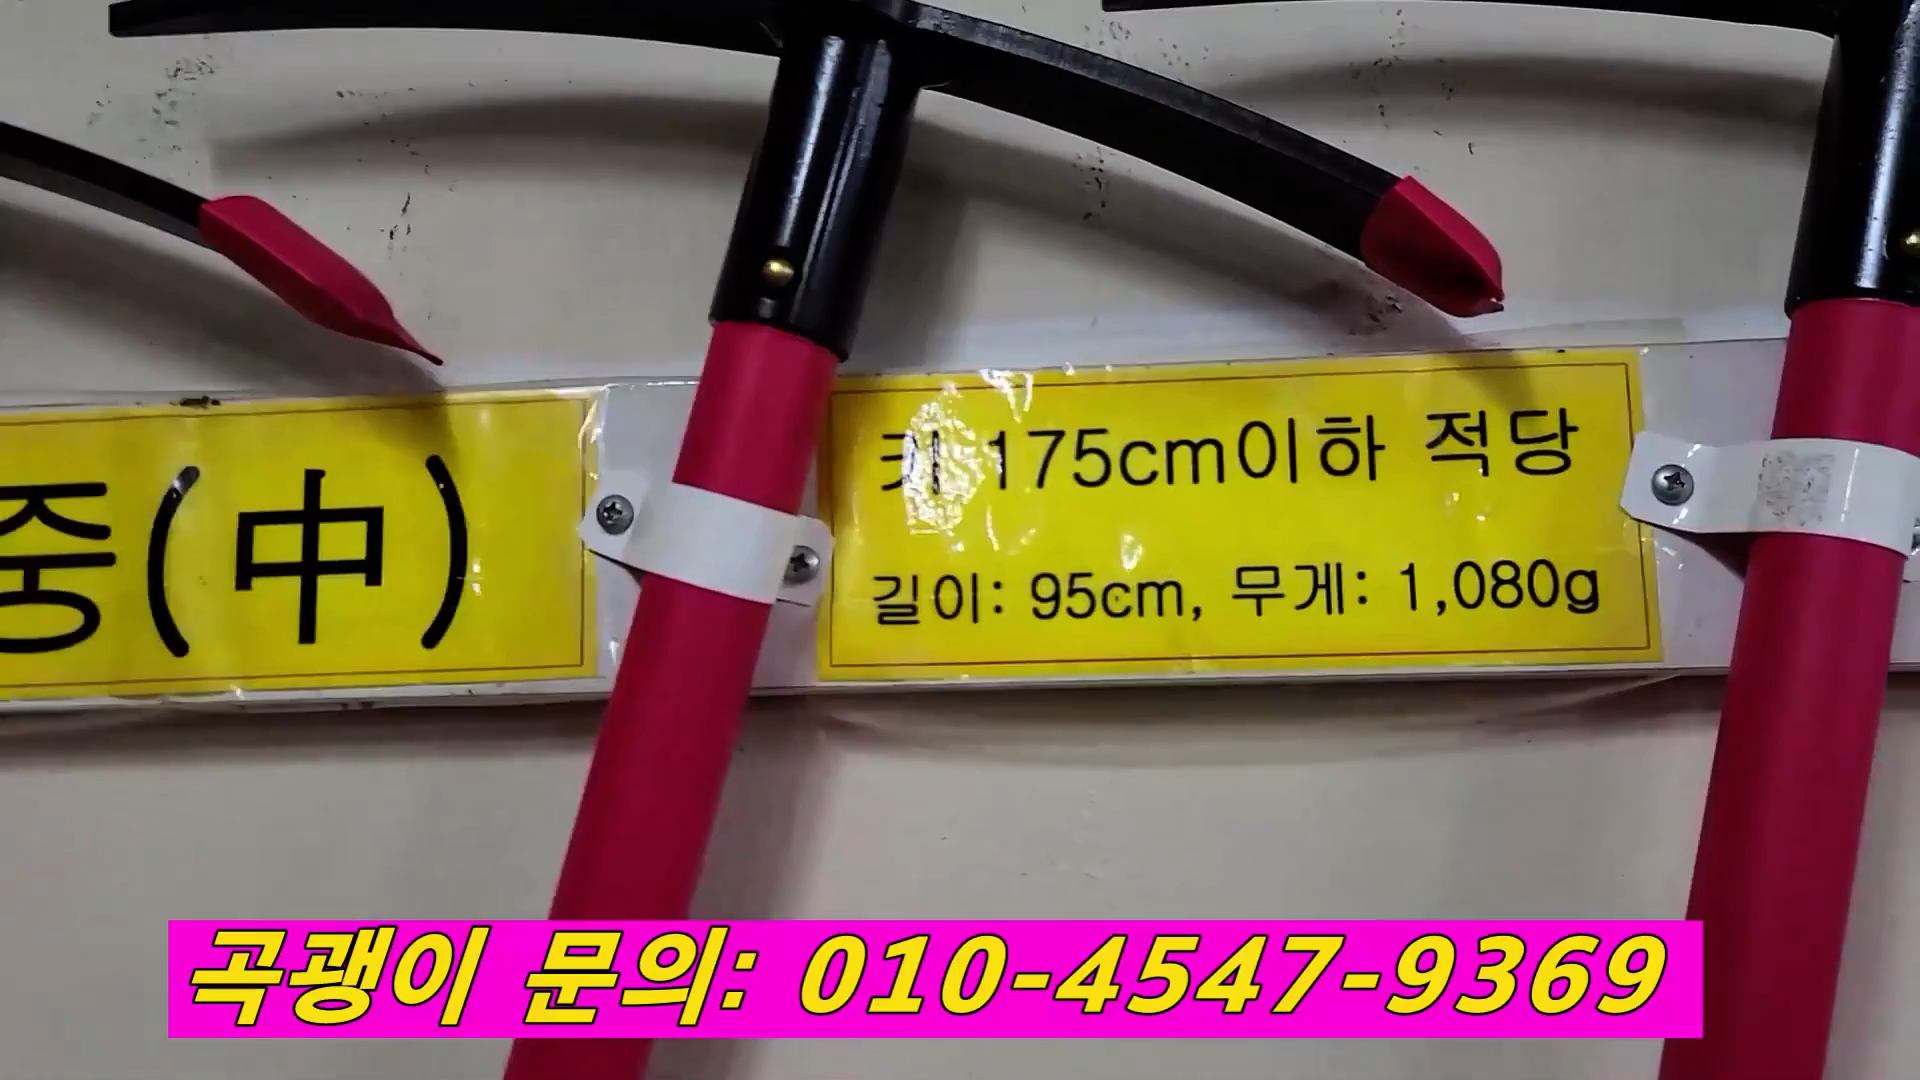 중(中)
키 175cm이하 적당
길이: 95cm, 무게: 1,080g
곡괭이 문의: 010-4547-9369